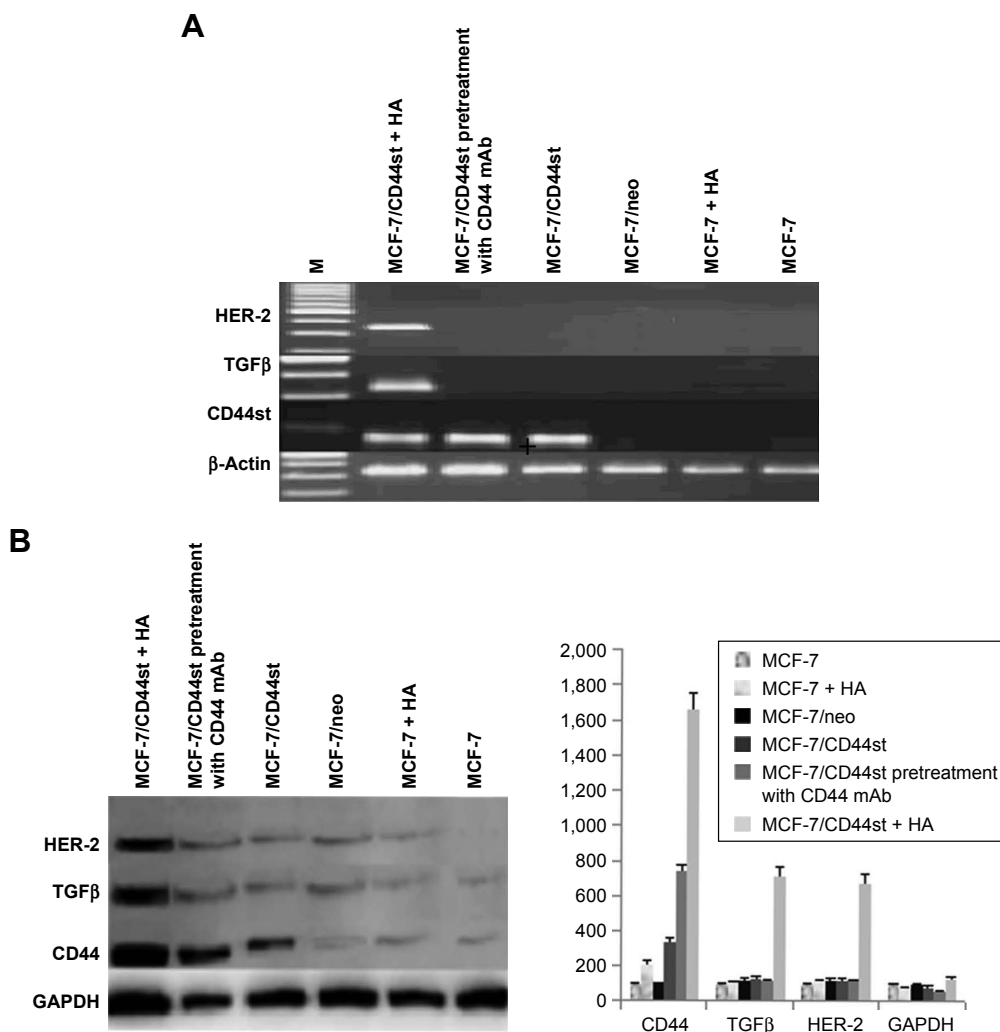 A
M
MCF-7/CD44st + HA
MCF-7/CD44st pretreatment
with CD44 mAb
MCF-7/CD44st
MCF-7/neo
MCF-7 + HA
MCF-7
HER-2
TGFβ
CD44st
β-Actin
B
MCF-7/CD44st + HA
MCF-7/CD44st pretreatment
with CD44 mAb
MCF-7/CD44st
MCF-7/neo
MCF-7 + HA
MCF-7
HER-2
TGFβ
CD44
GAPDH
2,000
1,800
1,600
1,400
1,200
1,000
800
600
400
200
0
MCF-7
MCF-7 + HA
MCF-7/neo
MCF-7/CD44st
MCF-7/CD44st pretreatment
with CD44 mAb
MCF-7/CD44st + HA
CD44
TGFβ
HER-2
GAPDH